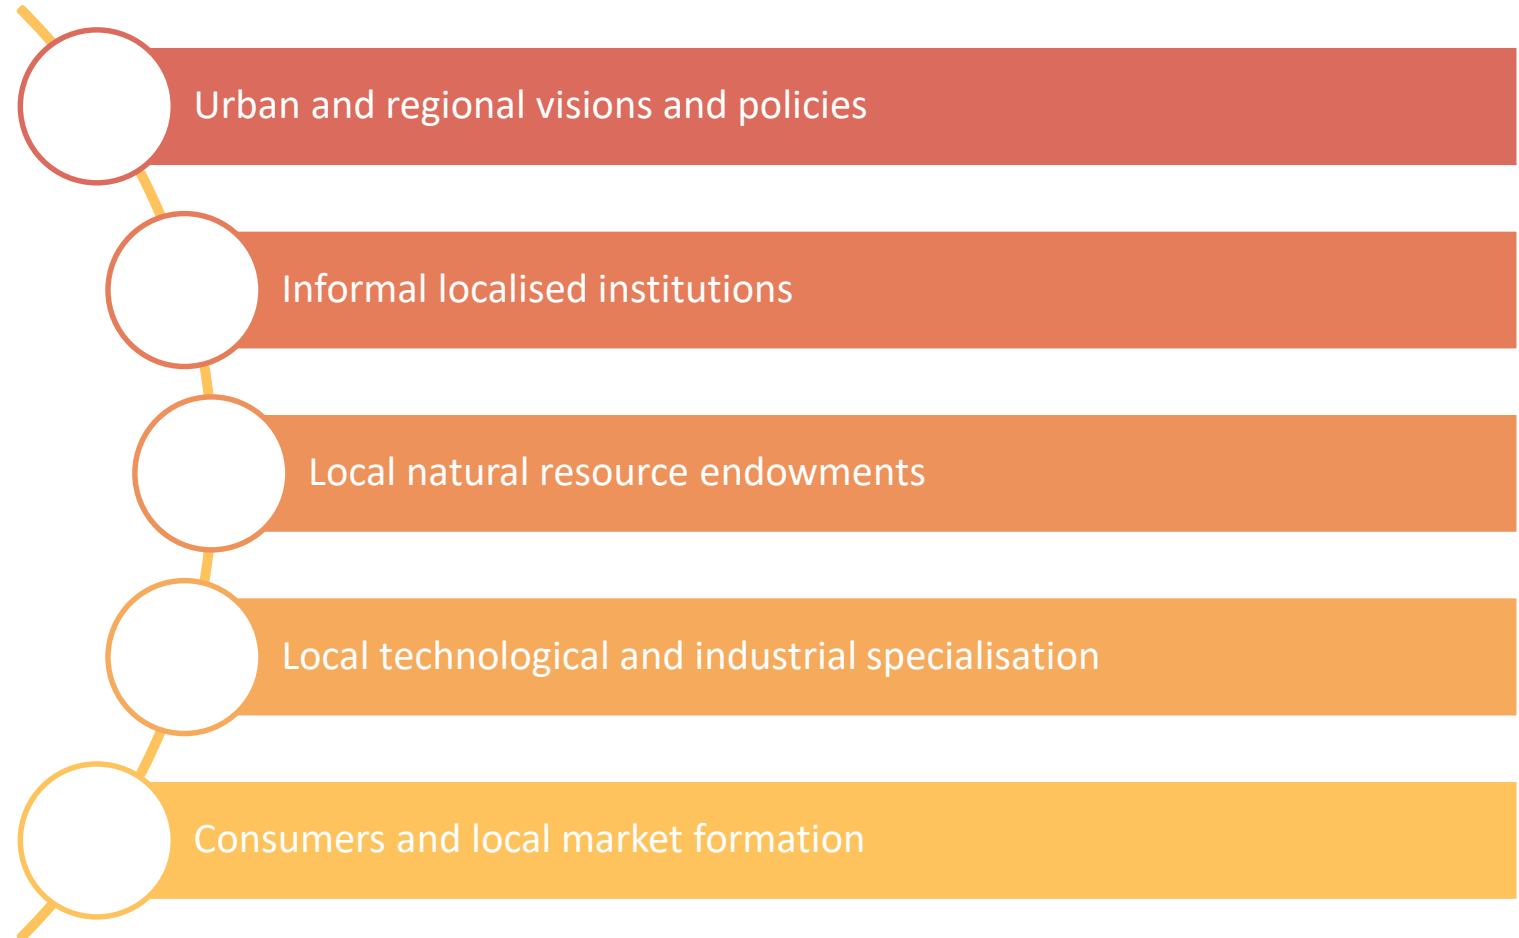 Urban and regional visions and policies
Informal localised institutions
Local natural resource endowments
Local technological and industrial specialisation
Consumers and local market formation